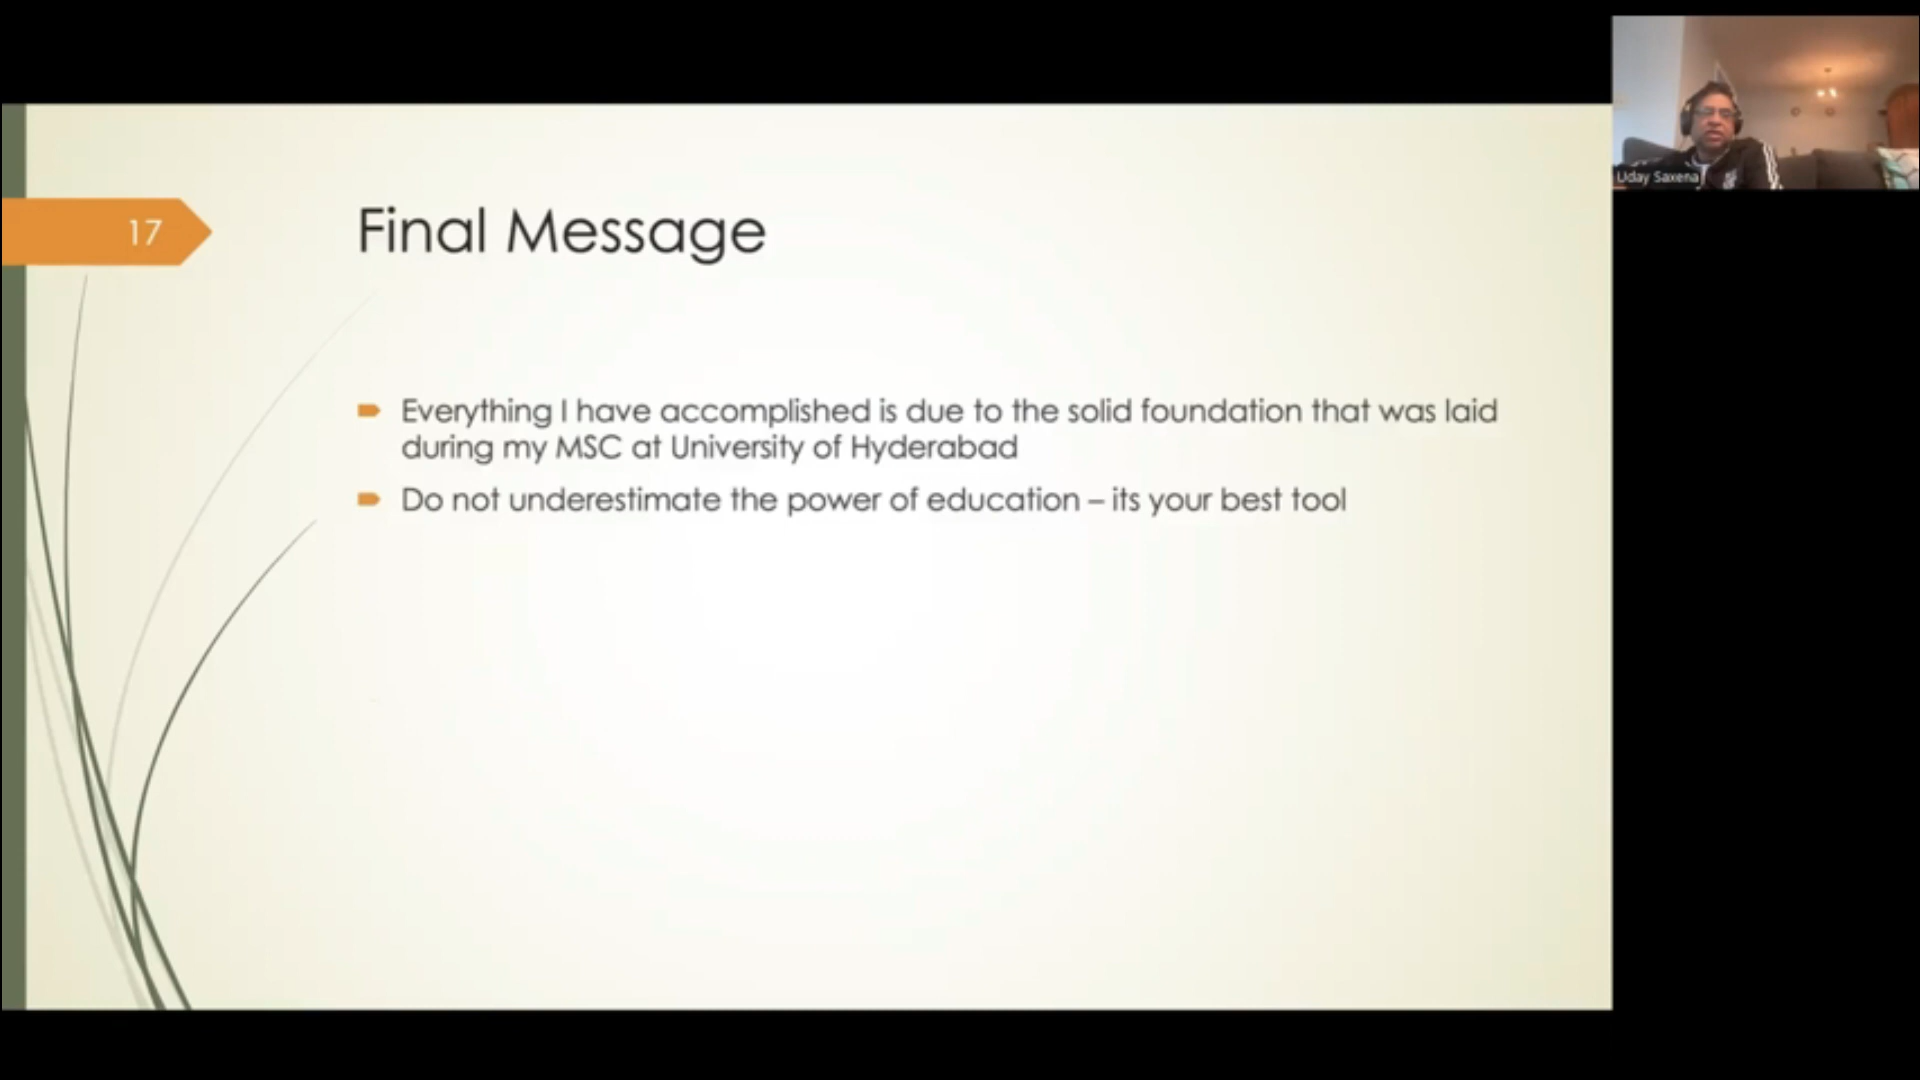 17
Final Message
Everything I have accomplished is due to the solid foundation that was laid
during my MSC at University of Hyderabad
Do not underestimate the power of education – its your best tool
Uday Saxena